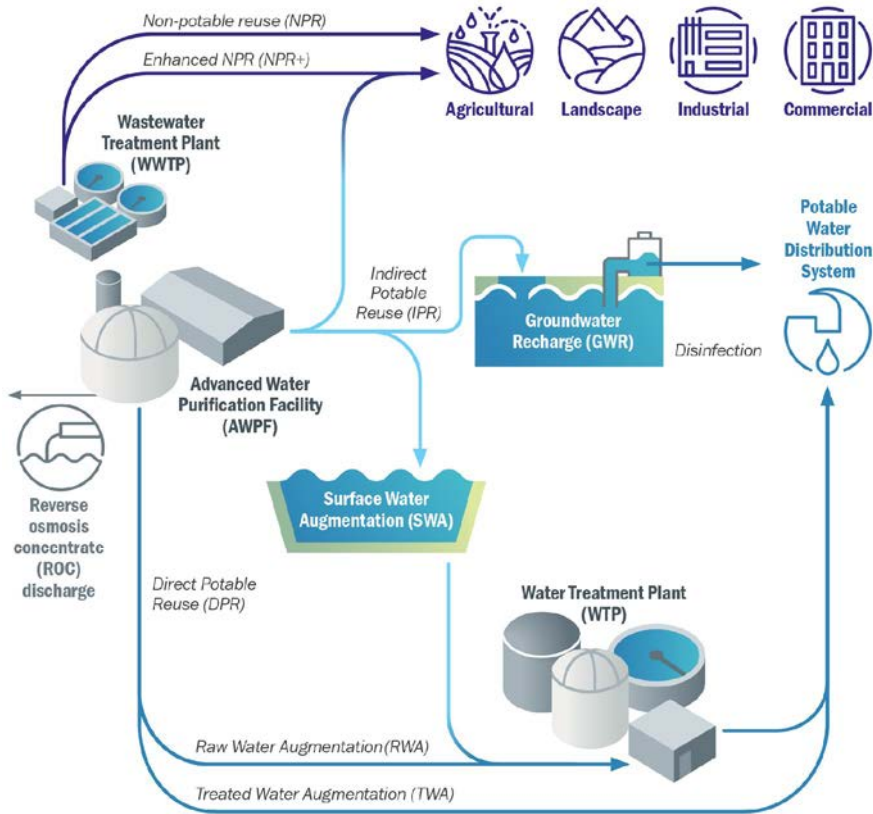 Non-potable reuse (NPR)
Enhanced NPR (NPR+)
Agricultural
Landscape
Industrial
Commercial
Wastewater
Treatment Plant
(WWTP)
Potable
Water
Distribution
System
Indirect
Potable
Reuse (IPR)
Groundwater
Recharge (GWR)
Disinfection
Advanced Water
Purification Facility
(AWPF)
Surface Water
Augmentation (SWA)
Reverse
osmosis
concentrate
(ROC)
discharge
Direct Potable
Reuse (DPR)
Water Treatment Plant
(WTP)
Raw Water Augmentation (RWA)
Treated Water Augmentation (TWA)